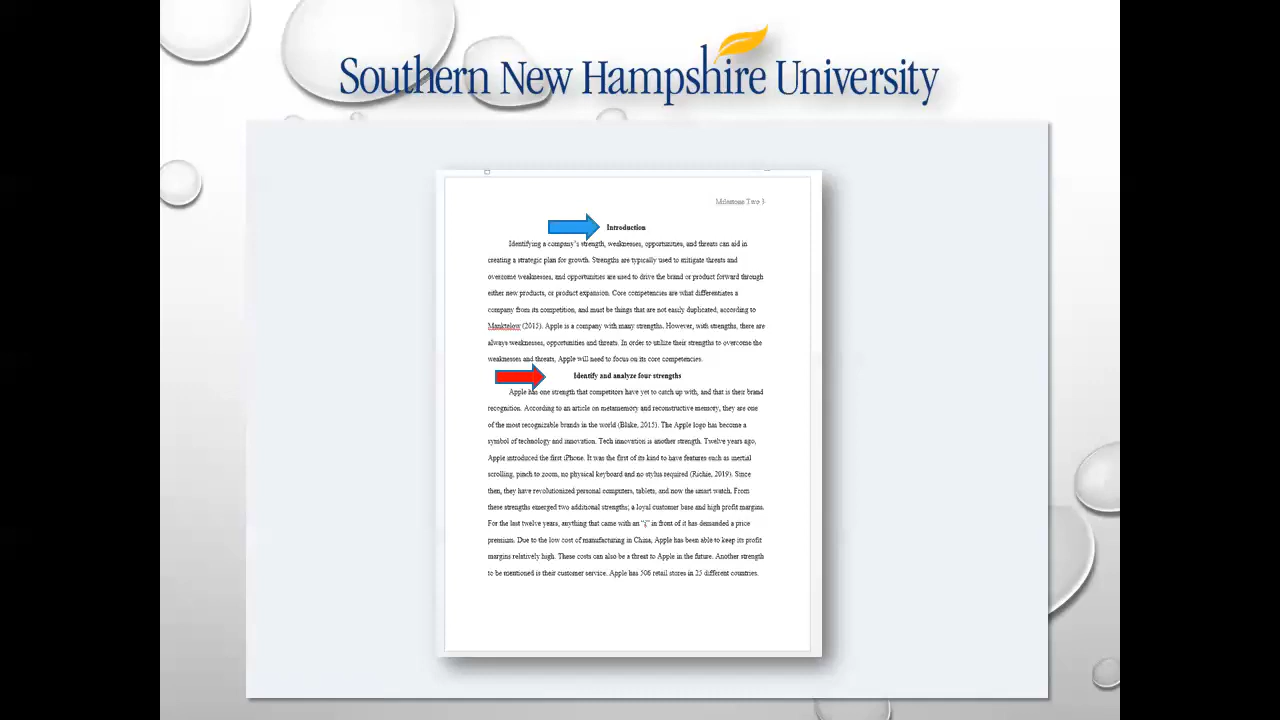 Southern New Hampshire University
Milestone Two 3
Introduction
Identifying a company's strength, weaknesses, opportunities, and threats can aid in
creating a strategic plan for growth. Strengths are typically used to mitigate threats and
overcome weaknesses, and opportunities are used to drive the brand or product forward through
either new products, or product expansion. Core competencies are what differentiates a
company from its competition, and must be things that are not easily duplicated, according to
Manktelow (2015). Apple is a company with many strengths. However, with strengths, there are
always weaknesses, opportunities and threats. In order to utilize their strengths to overcome the
weaknesses and threats, Apple will need to focus on its core competencies.
Identify and analyze four strengths
Apple has one strength that competitors have yet to catch up with, and that is their brand
recognition. According to an article on metamemory and reconstructive memory, they are one
of the most recognizable brands in the world (Blake, 2015). The Apple logo has become a
symbol of technology and innovation. Tech innovation is another strength. Twelve years ago,
Apple introduced the first iPhone. It was the first of its kind to have features such as inertial
scrolling, pinch to zoom, no physical keyboard and no stylus required (Richie, 2019). Since
then, they have revolutionized personal computers, tablets, and now the smart watch. From
these strengths emerged two additional strengths; a loyal customer base and high profit margins.
For the last twelve years, anything that came with an "i" in front of it has demanded a price
premium. Due to the low cost of manufacturing in China, Apple has been able to keep its profit
margins relatively high. These costs can also be a threat to Apple in the future. Another strength
to be mentioned is their customer service. Apple has 506 retail stores in 25 different countries.